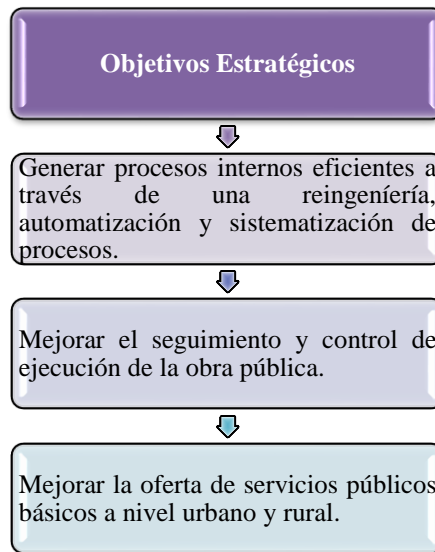 Objetivos Estratégicos
Generar procesos internos eficientes a
través de una reingeníería,
automatización y sistematización de
procesos.
Mejorar el seguimiento y control de
ejecución de la obra pública.
Mejorar la oferta de servicios públicos
básicos a nivel urbano y rural.